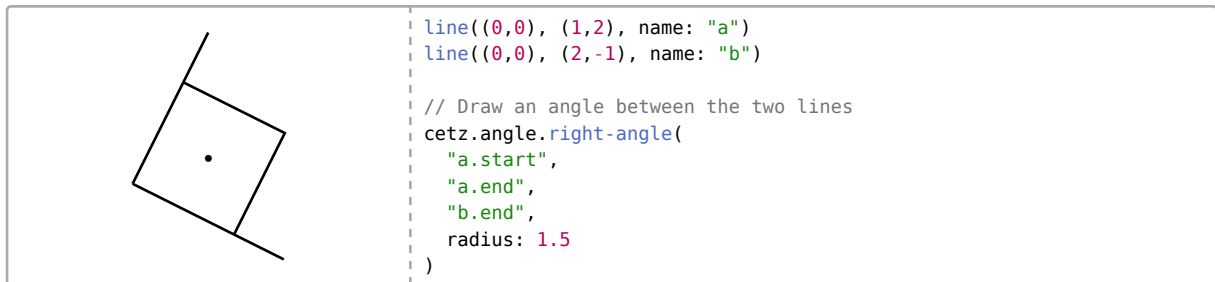 line((0,0), (1,2), name: "a")
line((0,0), (2,-1), name: "b")
// Draw an angle between the two lines
cetz.angle.right-angle(
  "a.start",
  "a.end",
  "b.end",
  radius: 1.5
)